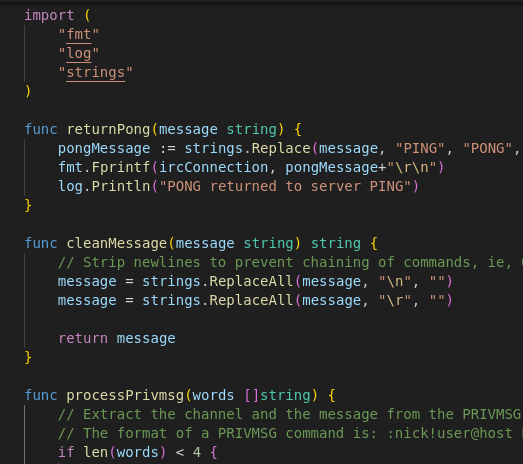 import (
    "fmt"
    "log"
    "strings"
)

func returnPong(message string) {
    pongMessage := strings.Replace(message, "PING", "PONG",
    fmt.Fprintf(ircConnection, pongMessage+"\r\n")
    log.Println("PONG returned to server PING")
}

func cleanMessage(message string) string {
    // Strip newlines to prevent chaining of commands, ie,
    message = strings.ReplaceAll(message, "\n", "")
    message = strings.ReplaceAll(message, "\r", "")

    return message
}

func processPrivmsg(words []string) {
    // Extract the channel and the message from the PRIVMSG
    // The format of a PRIVMSG command is: :nick!user@host
    if len(words) < 4 {